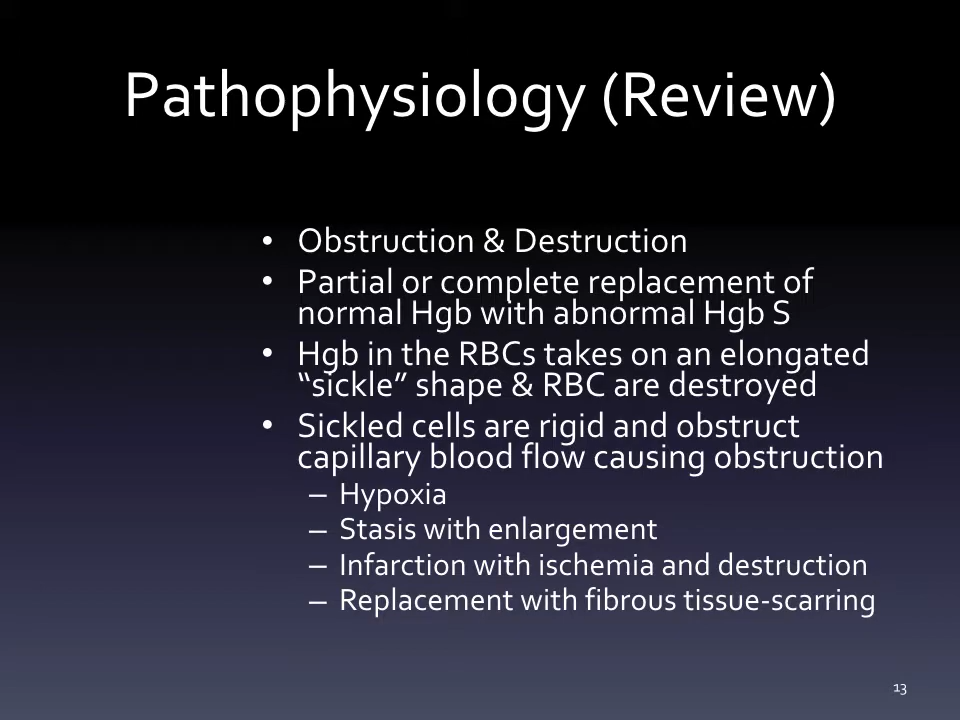 Pathophysiology (Review)
• Obstruction & Destruction
• Partial or complete replacement of
normal Hgb with abnormal Hgb S
• Hgb in the RBCs takes on an elongated
“sickle” shape & RBC are destroyed
• Sickled cells are rigid and obstruct
capillary blood flow causing obstruction
– Hypoxia
– Stasis with enlargement
– Infarction with ischemia and destruction
– Replacement with fibrous tissue-scarring
13